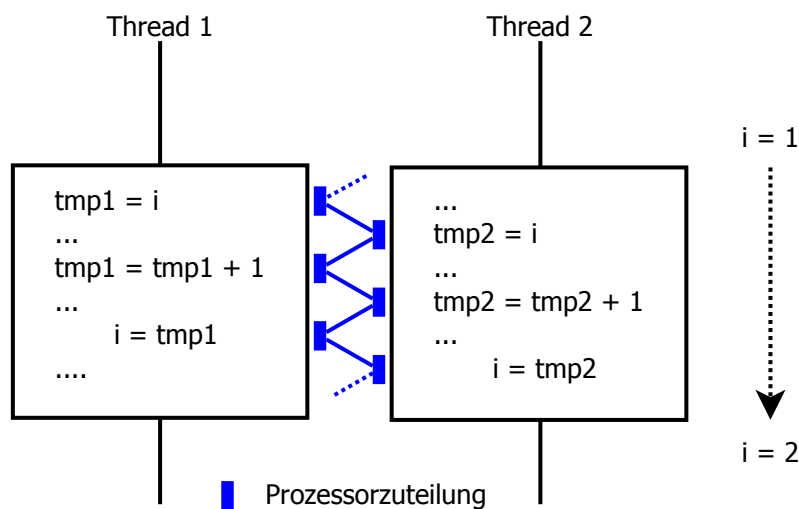 Thread 1
Thread 2
i = 1
tmp1 = i
...
tmp1 = tmp1 + 1
...
i = tmp1
....
...
tmp2 = i
...
tmp2 = tmp2 + 1
...
i = tmp2
i = 2
Prozessorzuteilung